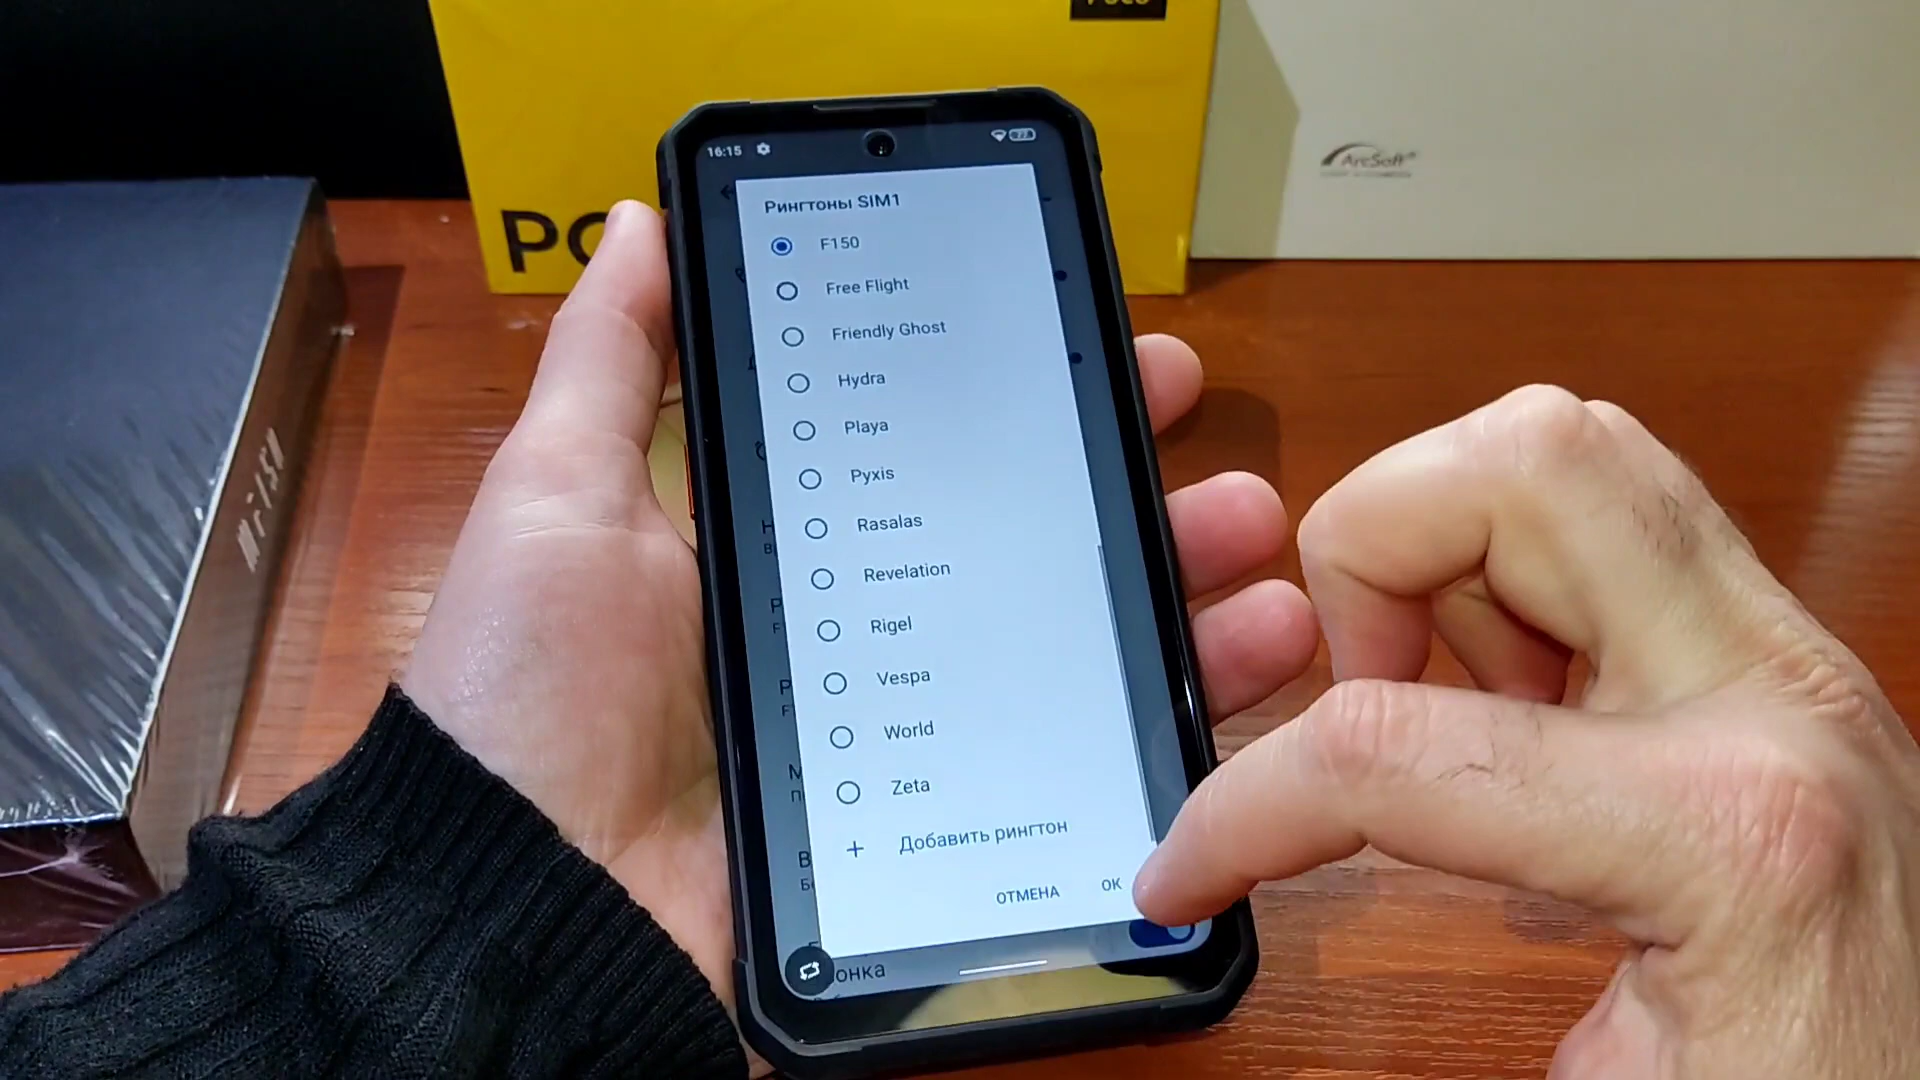 POCO
ArcSoft
PO
16:15
Рингтоны SIM1
F150
Free Flight
Friendly Ghost
Hydra
Playa
Pyxis
Rasalas
Revelation
Rigel
Vespa
World
Zeta
+ Добавить рингтон
ОТМЕНА
ОК
онка